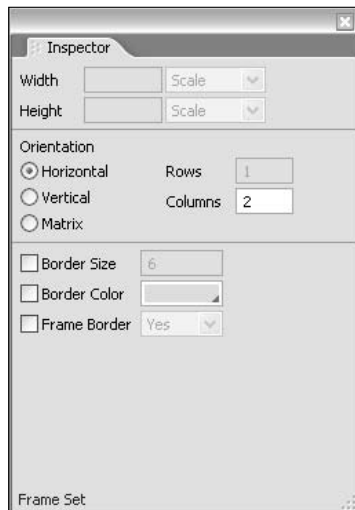 Inspector
Width Scale
Height Scale
Orientation
Horizontal Rows 1
Vertical Columns 2
Matrix
Border Size 6
Border Color
Frame Border Yes
Frame Set